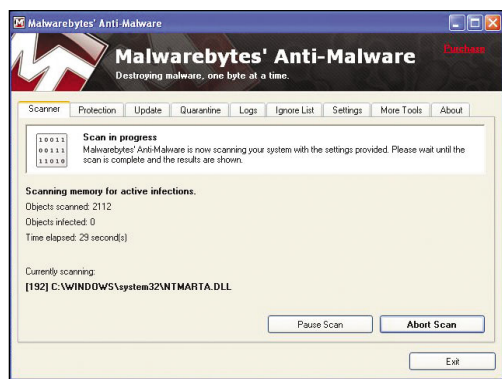 Malwarebytes' Anti-Malware
Malwarebytes' Anti-Malware
Purchase
Destroying malware, one byte at a time.
Scanner Protection Update Quarantine Logs Ignore List Settings More Tools About
10011
00111
11010
Scan in progress
Malwarebytes' Anti-Malware is now scanning your system with the settings provided. Please wait until the
scan is complete and the results are shown.
Scanning memory for active infections.
Objects scanned: 2112
Objects infected: 0
Time elapsed: 29 second(s)
Currently scanning:
[192] C:\WINDOWS\system32\NTMARTA.DLL
Pause Scan Abort Scan
Exit